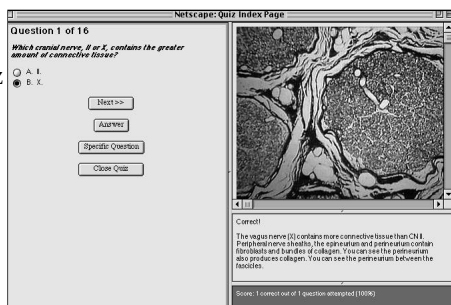 Netscape: Quiz Index Page
Question 1 of 16
Which cranial nerve, II or X, contains the greater
amount of connective tissue?
A. II.
B. X.
Next>>
Answer
Specific Question
Close Quiz
Correct!
The vagus nerve (X) contains more connective tissue than CN II.
Peripheral nerve sheaths, the epineurium and perineurium contain
fibroblasts and bundles of collagen. You can see the perineurium
also produces collagen. You can see the perineurium between the
fascicles.
Score: 1 correct out of 1 question attempted (100%)